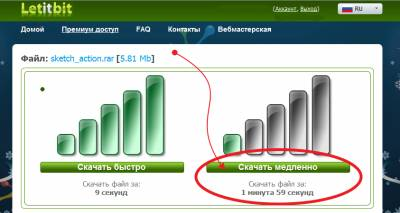 Letitbit
(Аккаунт, Выход)
RU
Домой Премиум доступ FAQ Контакты Вебмастерская
Файл: sketch_action.rar [5.81 Mb]
Скачать быстро
Скачать медленно
Скачать файл за:
9 секунд
Скачать файл за:
1 минута 59 секунд